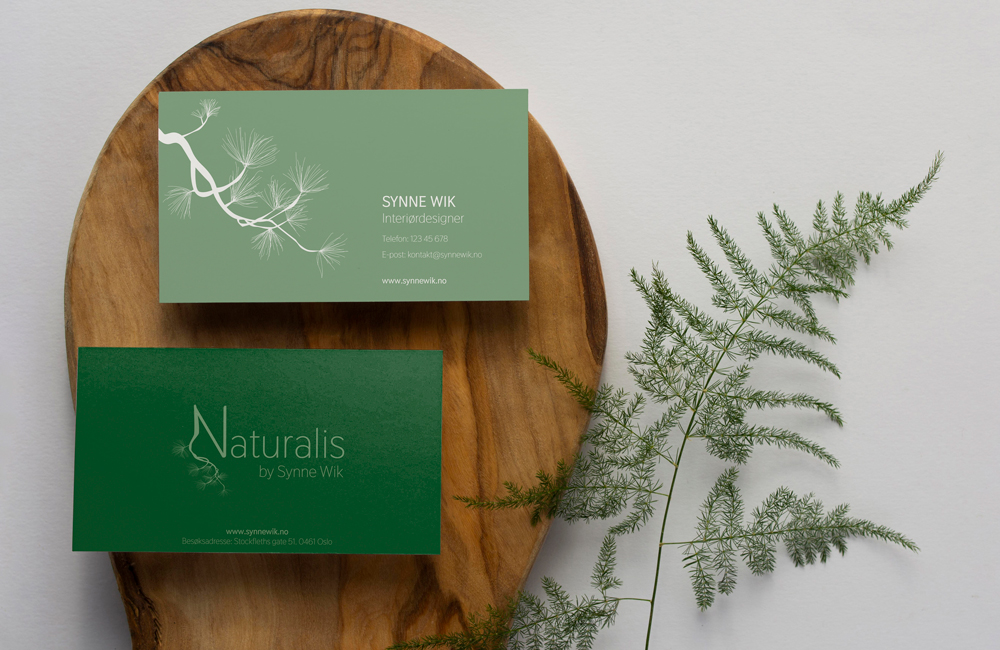 SYNNE WIK
Interiørdesigner
Telefon: 123 45 678
E-post: kontakt@synnewik.no
www.synnewik.no
Naturalis
by Synne Wik
www.synnewik.no
Besøksadresse: Stockfleths gate 51, 0461 Oslo